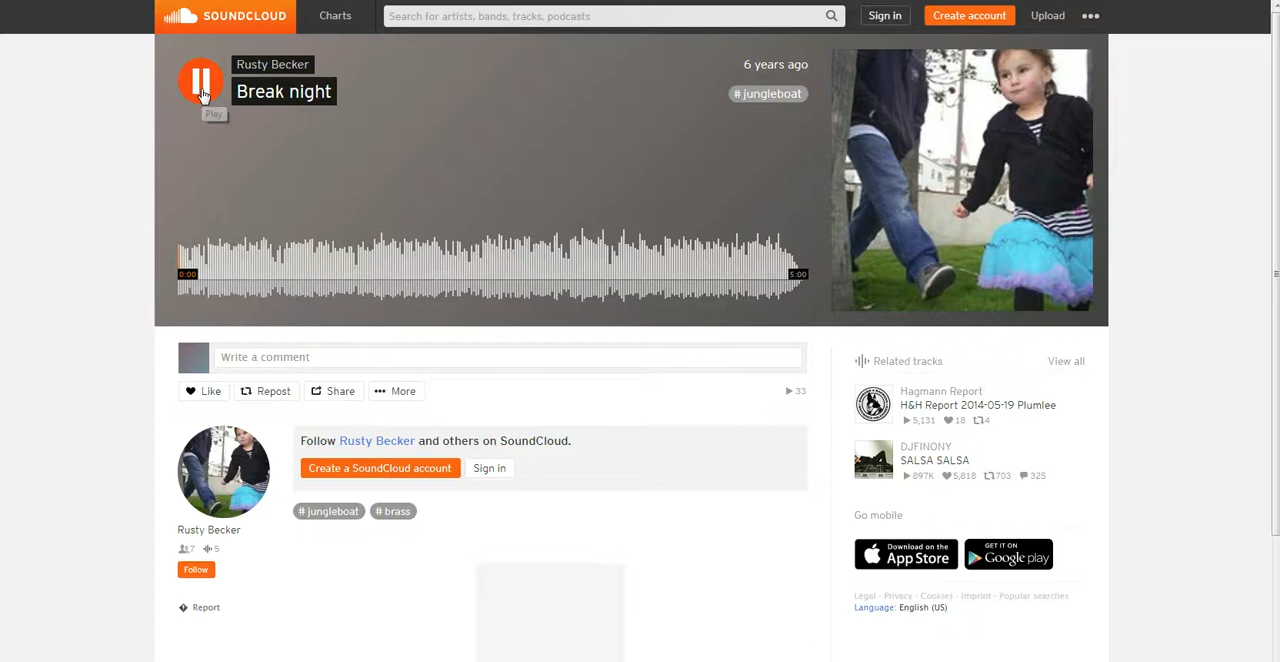 SOUNDCLOUD
Charts
Search for artists, bands, tracks, podcasts
Sign in
Create account
Upload
Rusty Becker
Break night
Play
6 years ago
# jungleboat
0:00
5:00
Write a comment
Like
Repost
Share
More
33
Follow Rusty Becker and others on SoundCloud.
Create a SoundCloud account
Sign in
# jungleboat
# brass
Rusty Becker
7
5
Follow
Report
Related tracks
View all
Hagmann Report
H&H Report 2014-05-19 Plumlee
5,131 18 4
DJFINONY
SALSA SALSA
897K 5,818 703 325
Go mobile
Download on the
App Store
GET IT ON
Google play
Legal - Privacy - Cookies - Imprint - Popular searches
Language: English (US)